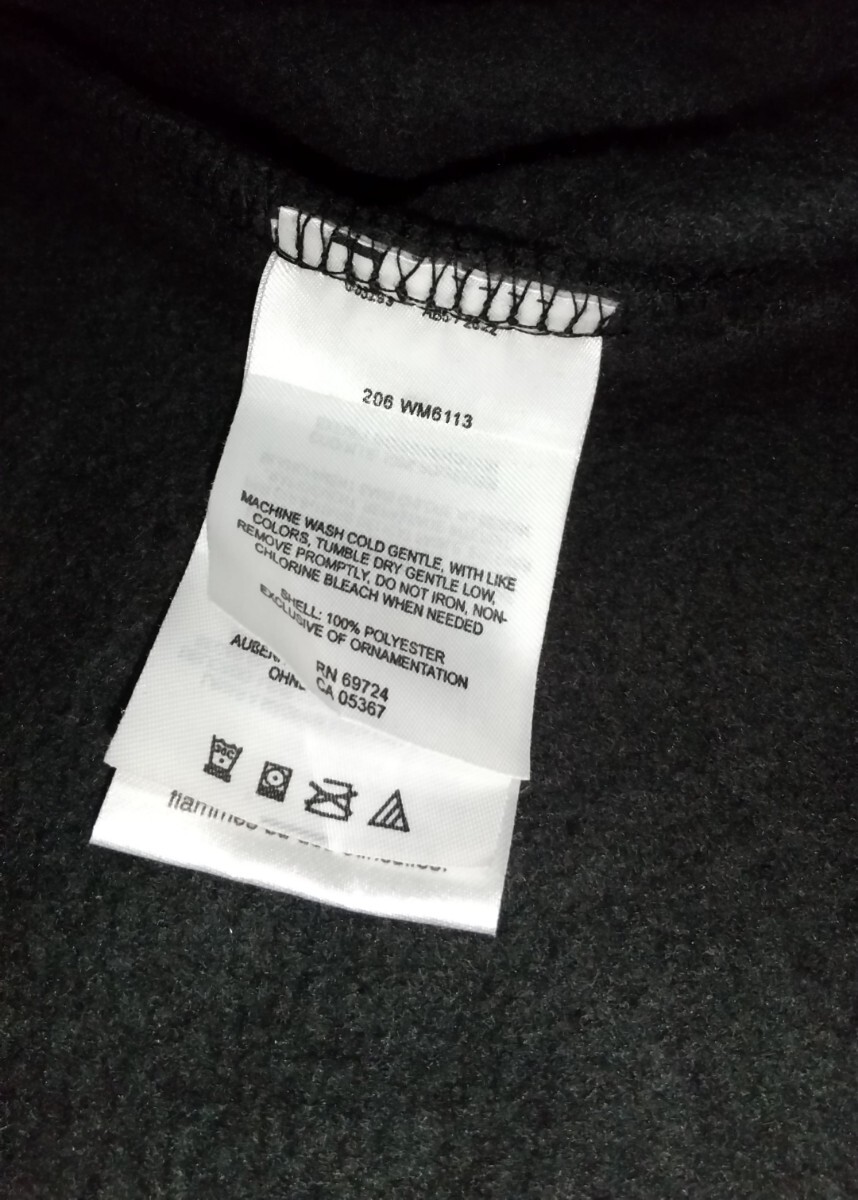 206 WM6113
MACHINE WASH COLD GENTLE, WITH LIKE
COLORS, TUMBLE DRY GENTLE LOW,
REMOVE PROMPTLY, DO NOT IRON, NON-
CHLORINE BLEACH WHEN NEEDED
SHELL: 100% POLYESTER
EXCLUSIVE OF ORNAMENTATION
RN 69724
CA 05367
30C